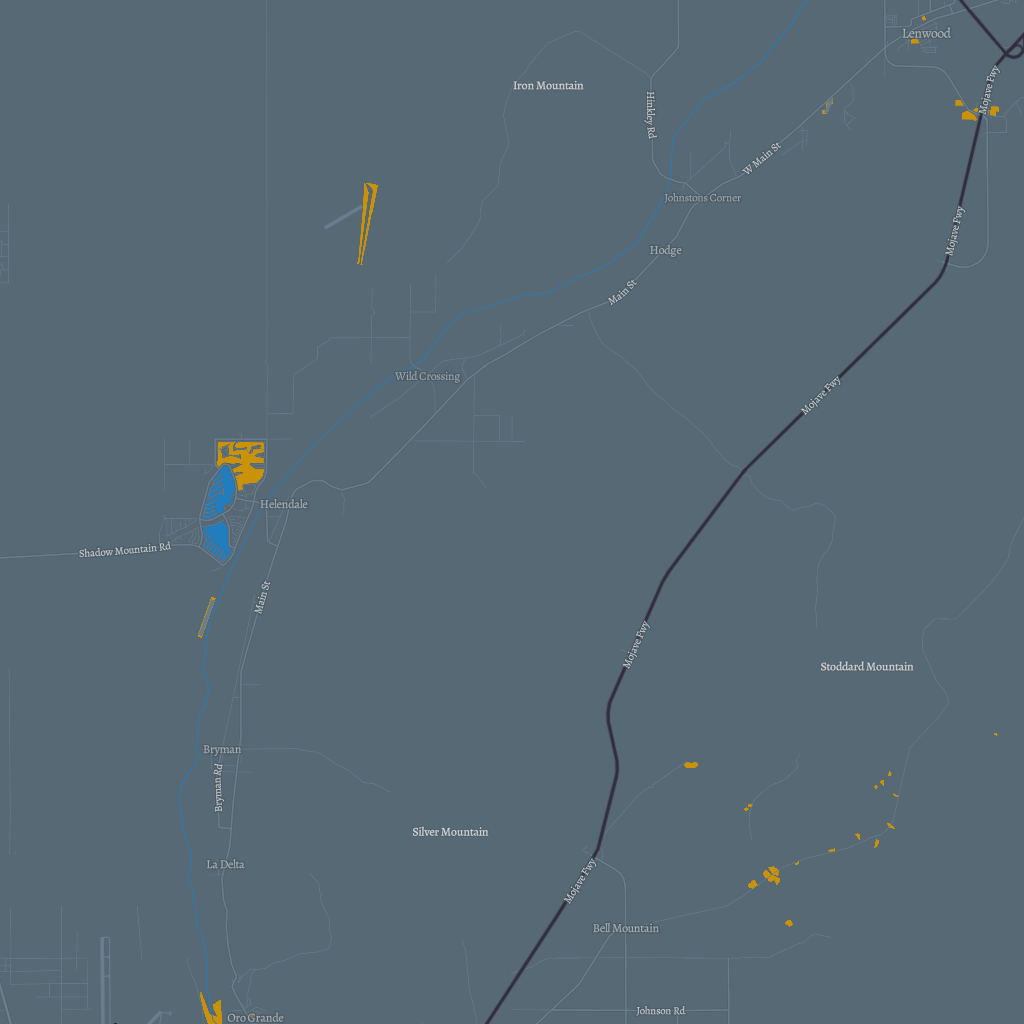 Lenwood
Mojave Fwy
Iron Mountain
Hinkley Rd
W Main St
Johnstons Corner
Mojave Fwy
Hodge
Main St
Wild Crossing
Mojave Fwy
Helendale
Shadow Mountain Rd
Main St
Mojave Fwy
Stoddard Mountain
Bryman
Bryman Rd
Silver Mountain
La Delta
Mojave Fwy
Bell Mountain
Johnson Rd
Oro Grande